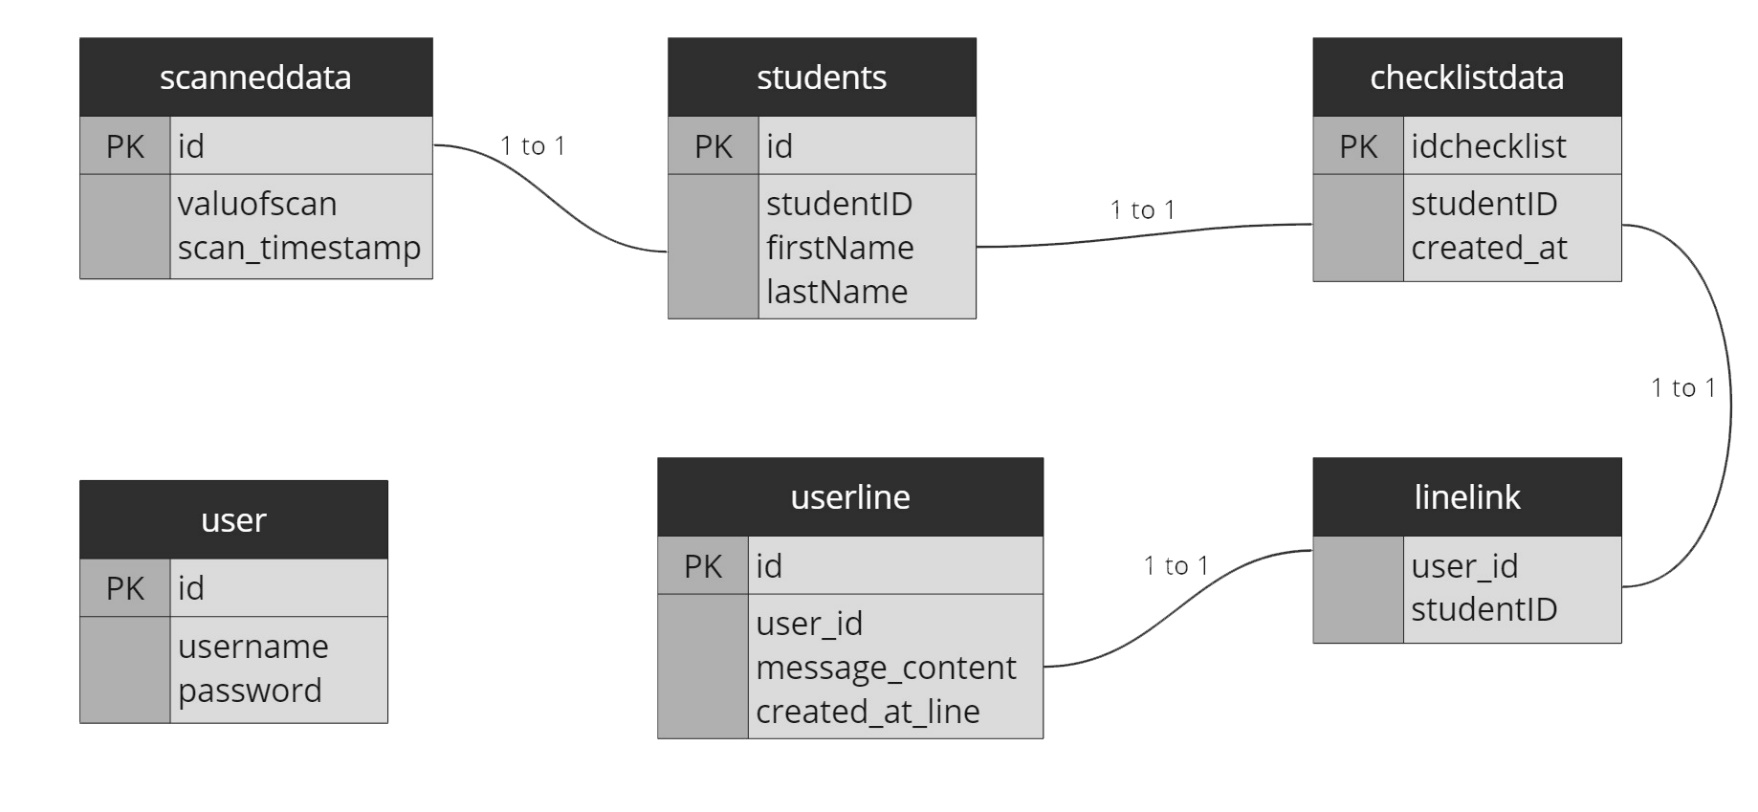 scanneddata
PK id
valuofscan
scan_timestamp
1 to 1
students
PK id
studentID
firstName
lastName
1 to 1
checklistdata
PK idchecklist
studentID
created_at
1 to 1
user
PK id
username
password
userline
PK id
user_id
message_content
created_at_line
1 to 1
linelink
user_id
studentID